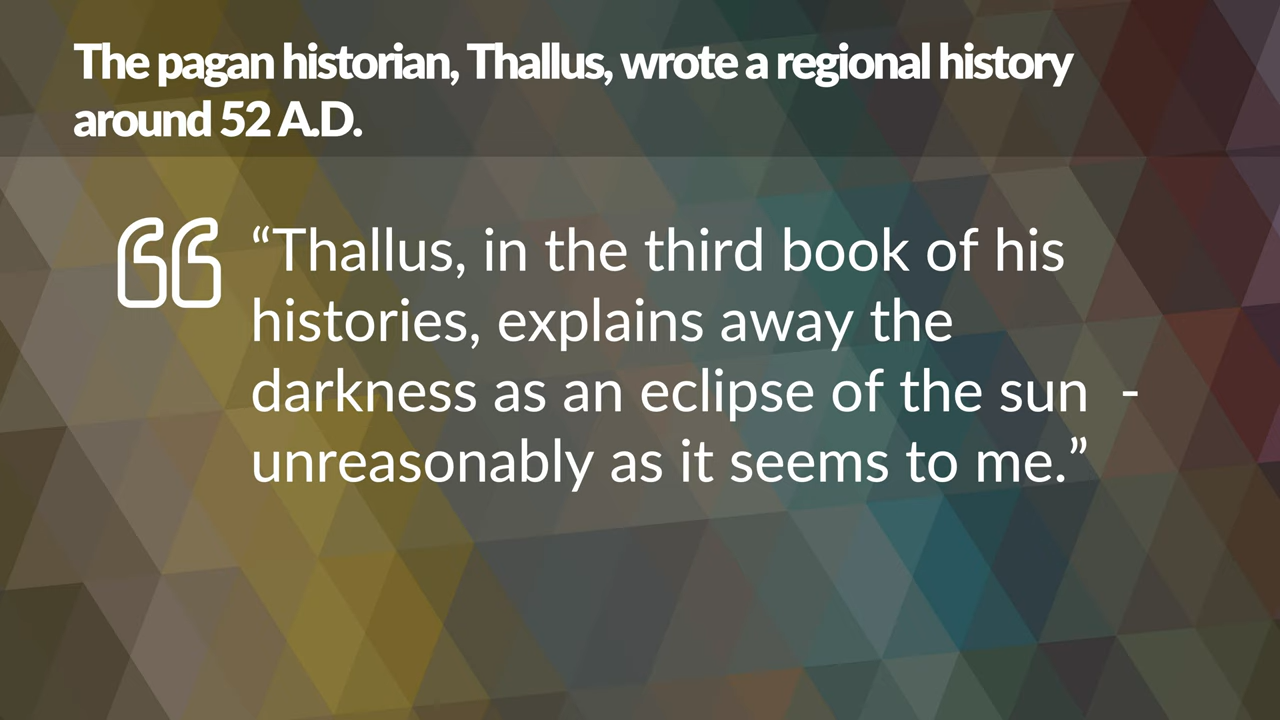 The pagan historian, Thallus, wrote a regional history
around 52 A.D.
“Thallus, in the third book of his
histories, explains away the
darkness as an eclipse of the sun  -
unreasonably as it seems to me.”